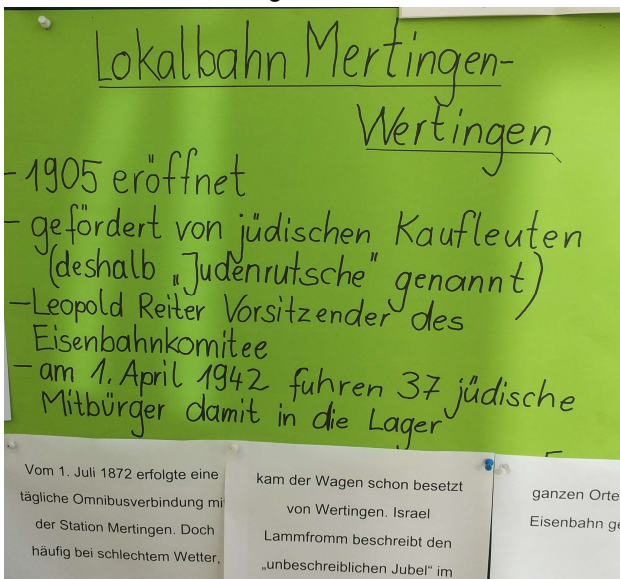 Lokalbahn Mertingen-
Wertingen
- 1905 eröffnet
- gefördert von jüdischen Kaufleuten
(deshalb „Judenrutsche" genannt)
- Leopold Reiter Vorsitzender des
Eisenbahnkomitee
- am 1. April 1942 fuhren 37 jüdische
Mitbürger damit in die Lager
Vom 1. Juli 1872 erfolgte eine
tägliche Omnibusverbindung mi
der Station Mertingen. Doch
häufig bei schlechtem Wetter,
kam der Wagen schon besetzt
von Wertingen. Israel
Lammfromm beschreibt den
„unbeschreiblichen Jubel" im
ganzen Orte
Eisenbahn ge